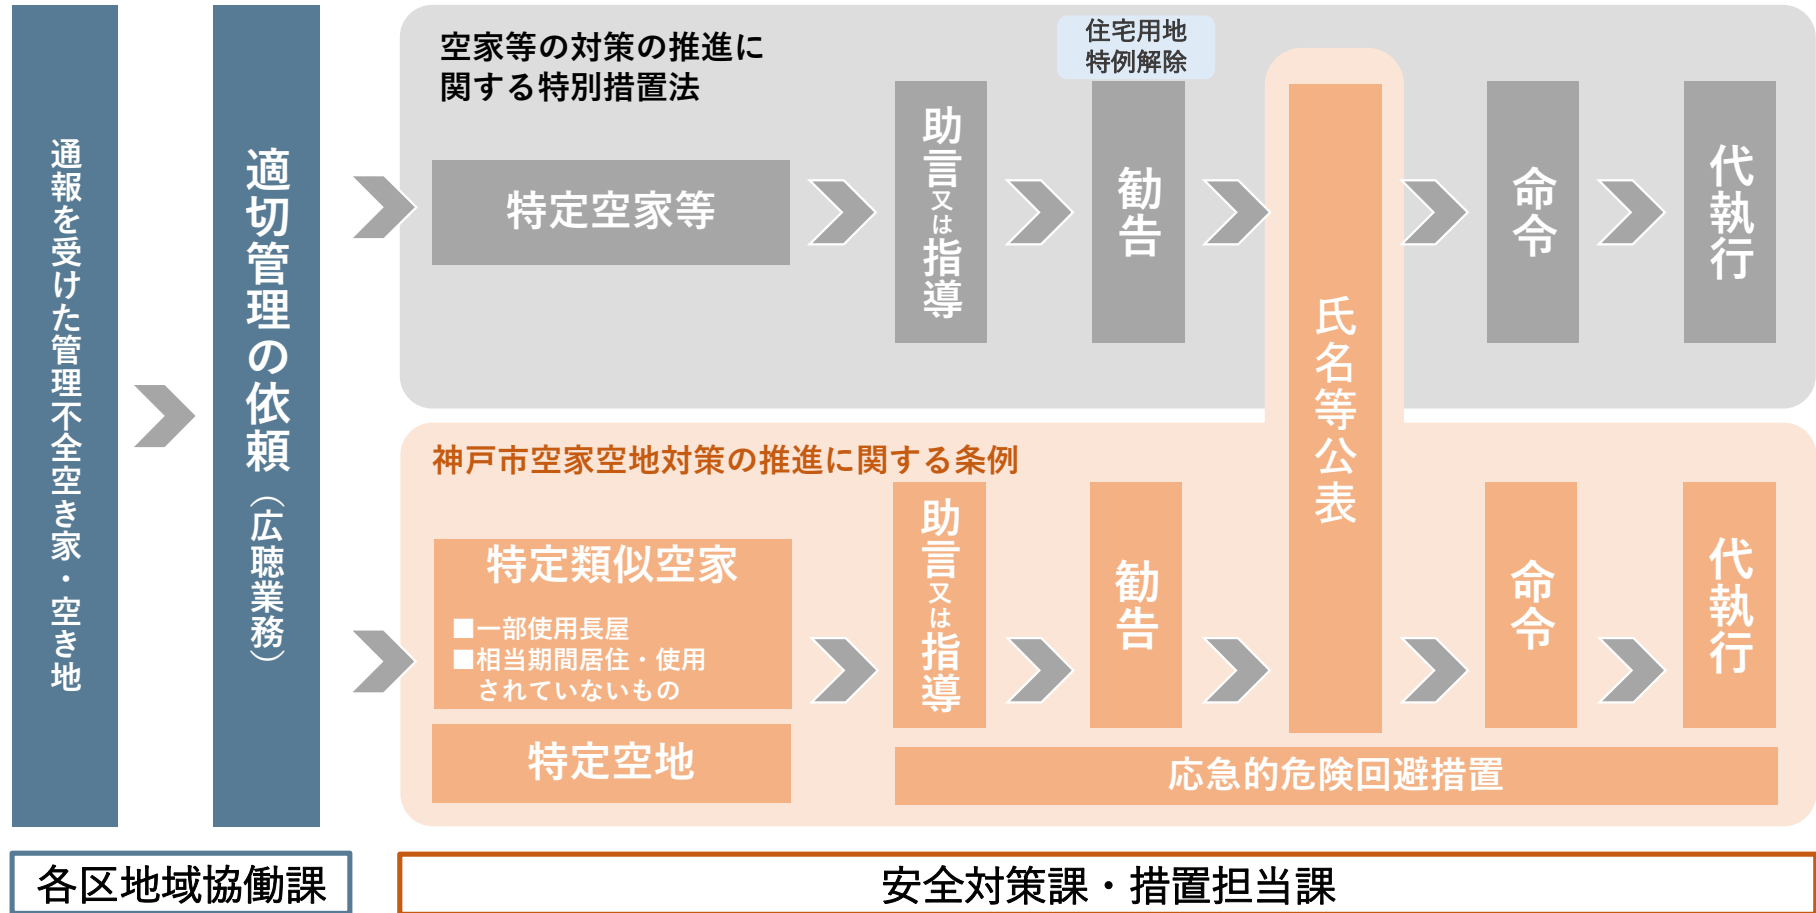 通報を受けた管理不全空き家・空き地
適切管理の依頼（広聴業務）
空家等の対策の推進に
関する特別措置法
特定空家等
助言又は指導
住宅用地
特例解除
勧告
氏名等公表
命令
代執行
神戸市空家空地対策の推進に関する条例
特定類似空家
■一部使用長屋
■相当期間居住・使用
されていないもの
特定空地
助言又は指導
勧告
命令
代執行
応急的危険回避措置
各区地域協働課
安全対策課・措置担当課